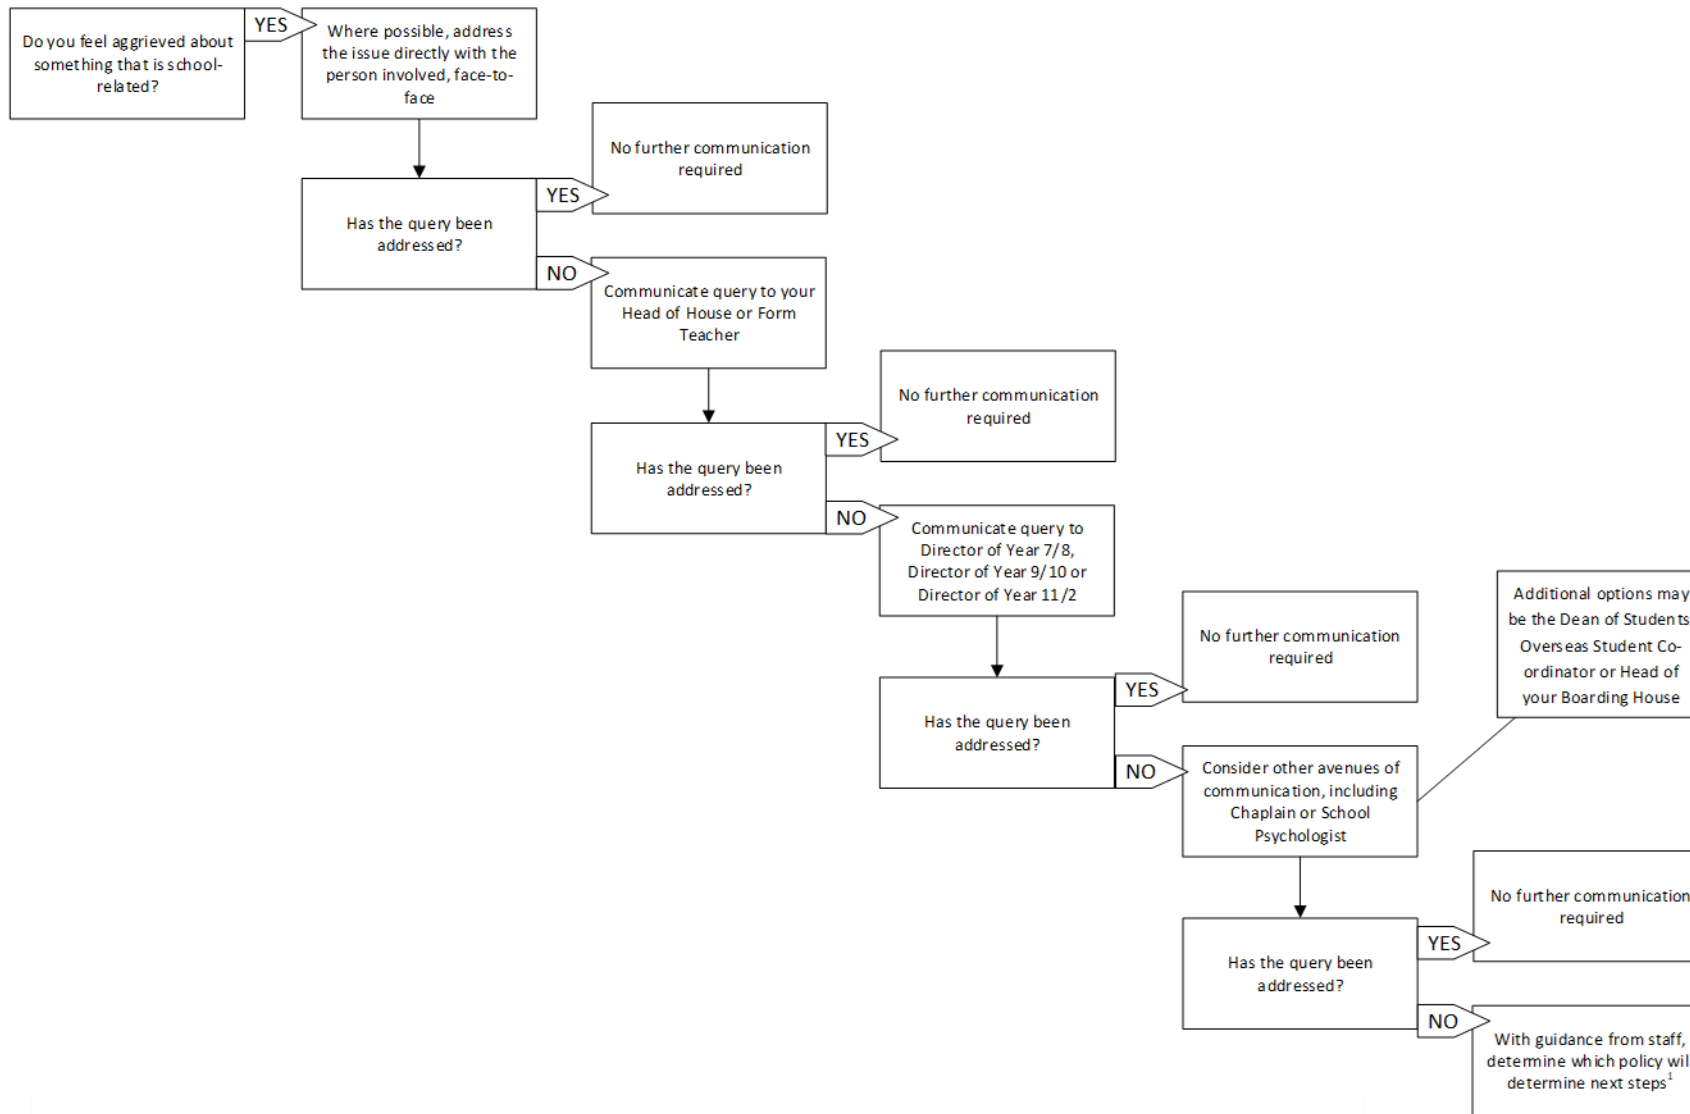 Do you feel aggrieved about
something that is school-
related?
YES
Where possible, address
the issue directly with the
person involved, face-to-
face
Has the query been
addressed?
YES
No further communication
required
NO
Communicate query to your
Head of House or Form
Teacher
Has the query been
addressed?
YES
No further communication
required
NO
Communicate query to
Director of Year 7/8,
Director of Year 9/10 or
Director of Year 11/2
Has the query been
addressed?
YES
No further communication
required
NO
Consider other avenues of
communication, including
Chaplain or School
Psychologist
Additional options may
be the Dean of Students
Overseas Student Co-
ordinator or Head of
your Boarding House
Has the query been
addressed?
YES
No further communication
required
NO
With guidance from staff,
determine which policy wil
determine next steps¹